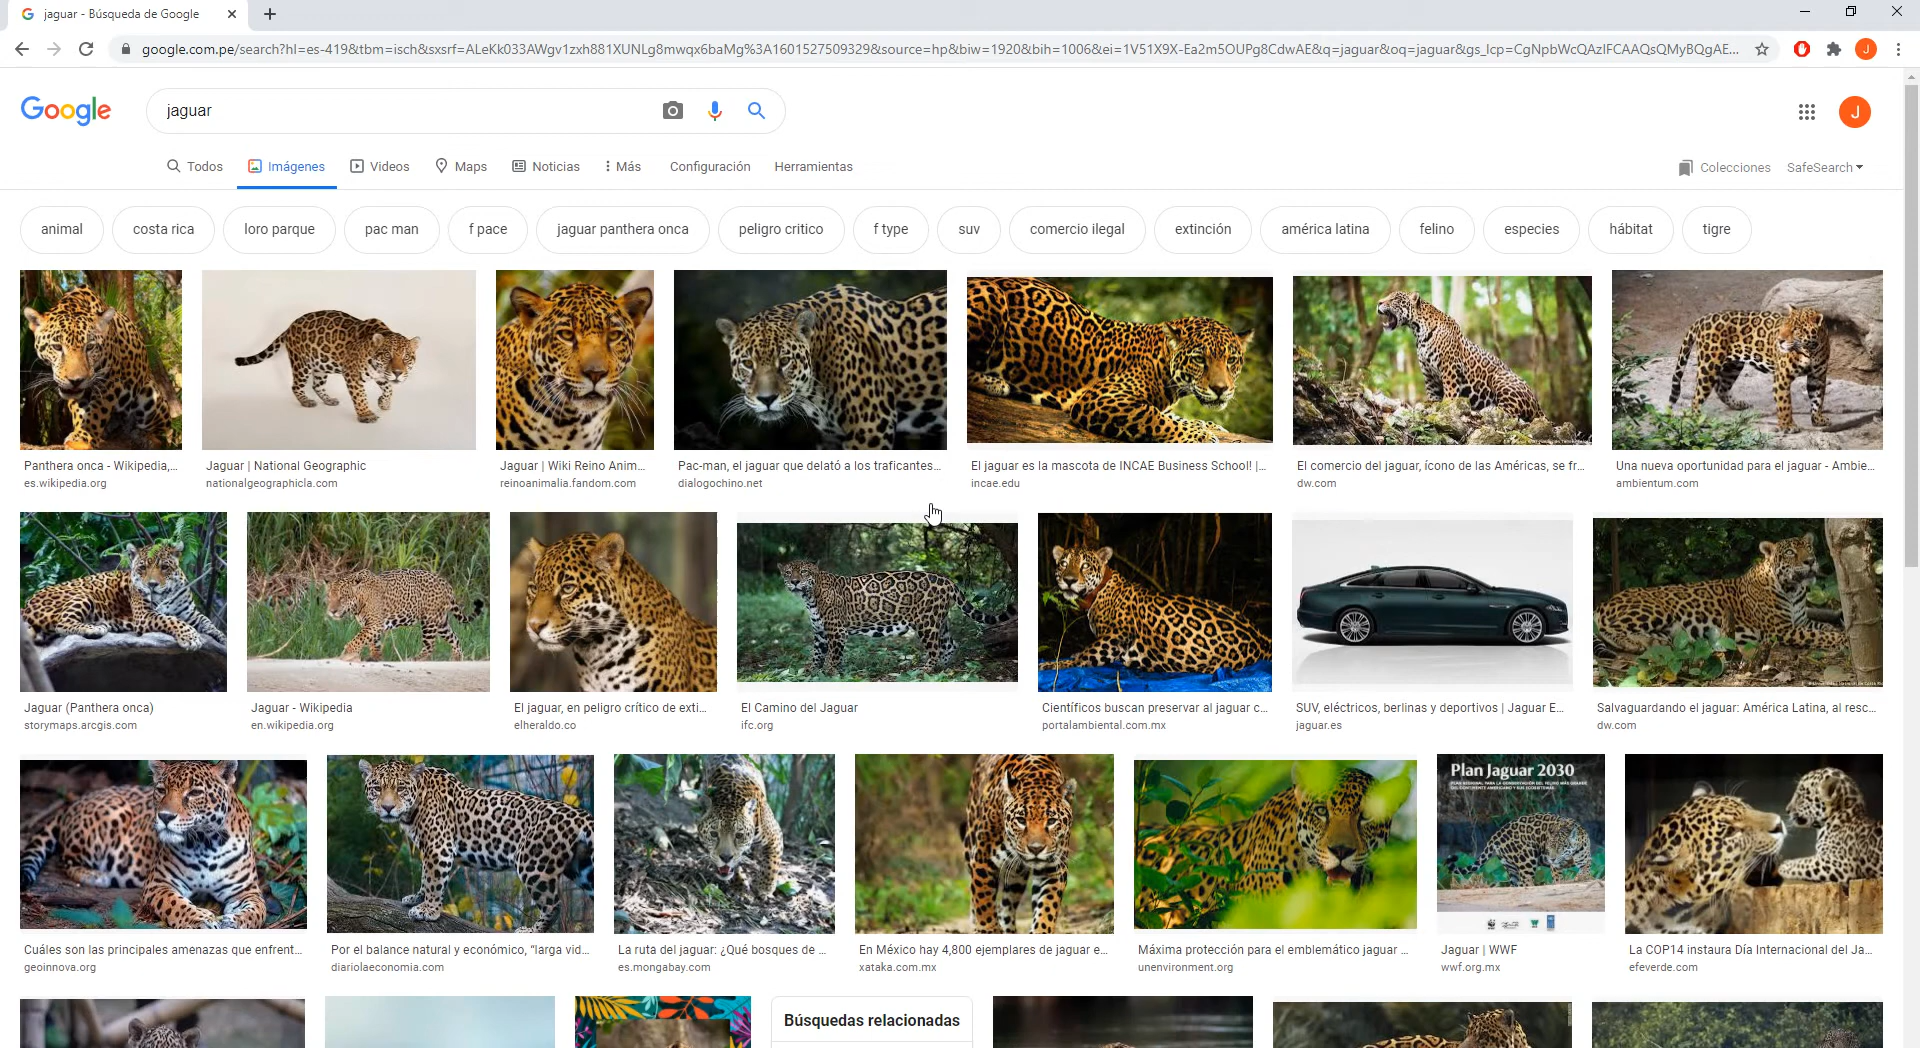 jaguar - Búsqueda de Google
google.com.pe/search?hl=es-419&tbm=isch&sxsrf=ALeKk033AWgv1zxh881XUNLg8mwqx6baMg%3A1601527509329&source=hp&biw=1920&bih=1006&ei=1V51X9X-Ea2m5OUPg8CdwAE&q=jaguar&oq=jaguar&gs_lcp=CgNpbWcQAzIFCAAQsQMyBQgAE...
J
Google
jaguar
J
Todos Imágenes Videos Maps Noticias Más Configuración Herramientas Colecciones SafeSearch
animal costa rica loro parque pac man f pace jaguar panthera onca peligro critico f type suv comercio ilegal extinción américa latina felino especies hábitat tigre
Panthera onca - Wikipedia,...
es.wikipedia.org
Jaguar | National Geographic
nationalgeographicla.com
Jaguar | Wiki Reino Anim...
reinoanimalia.fandom.com
Pac-man, el jaguar que delató a los traficantes...
dialogochino.net
El jaguar es la mascota de INCAE Business School! |...
incae.edu
El comercio del jaguar, ícono de las Américas, se fr...
dw.com
Una nueva oportunidad para el jaguar - Ambie...
ambientum.com
Jaguar (Panthera onca)
storymaps.arcgis.com
Jaguar - Wikipedia
en.wikipedia.org
El jaguar, en peligro crítico de exti...
elheraldo.co
El Camino del Jaguar
ifc.org
Científicos buscan preservar al jaguar c...
portalambiental.com.mx
SUV, eléctricos, berlinas y deportivos | Jaguar E...
jaguar.es
Salvaguardando el jaguar: América Latina, al resc...
dw.com
Plan Jaguar 2030
Cuáles son las principales amenazas que enfrent...
geoinnova.org
Por el balance natural y económico, "larga vid...
diariolaeconomia.com
La ruta del jaguar: ¿Qué bosques de ...
es.mongabay.com
En México hay 4,800 ejemplares de jaguar e...
xataka.com.mx
Máxima protección para el emblemático jaguar ...
unenvironment.org
Jaguar | WWF
wwf.org.mx
La COP14 instaura Día Internacional del Ja...
efeverde.com
Búsquedas relacionadas